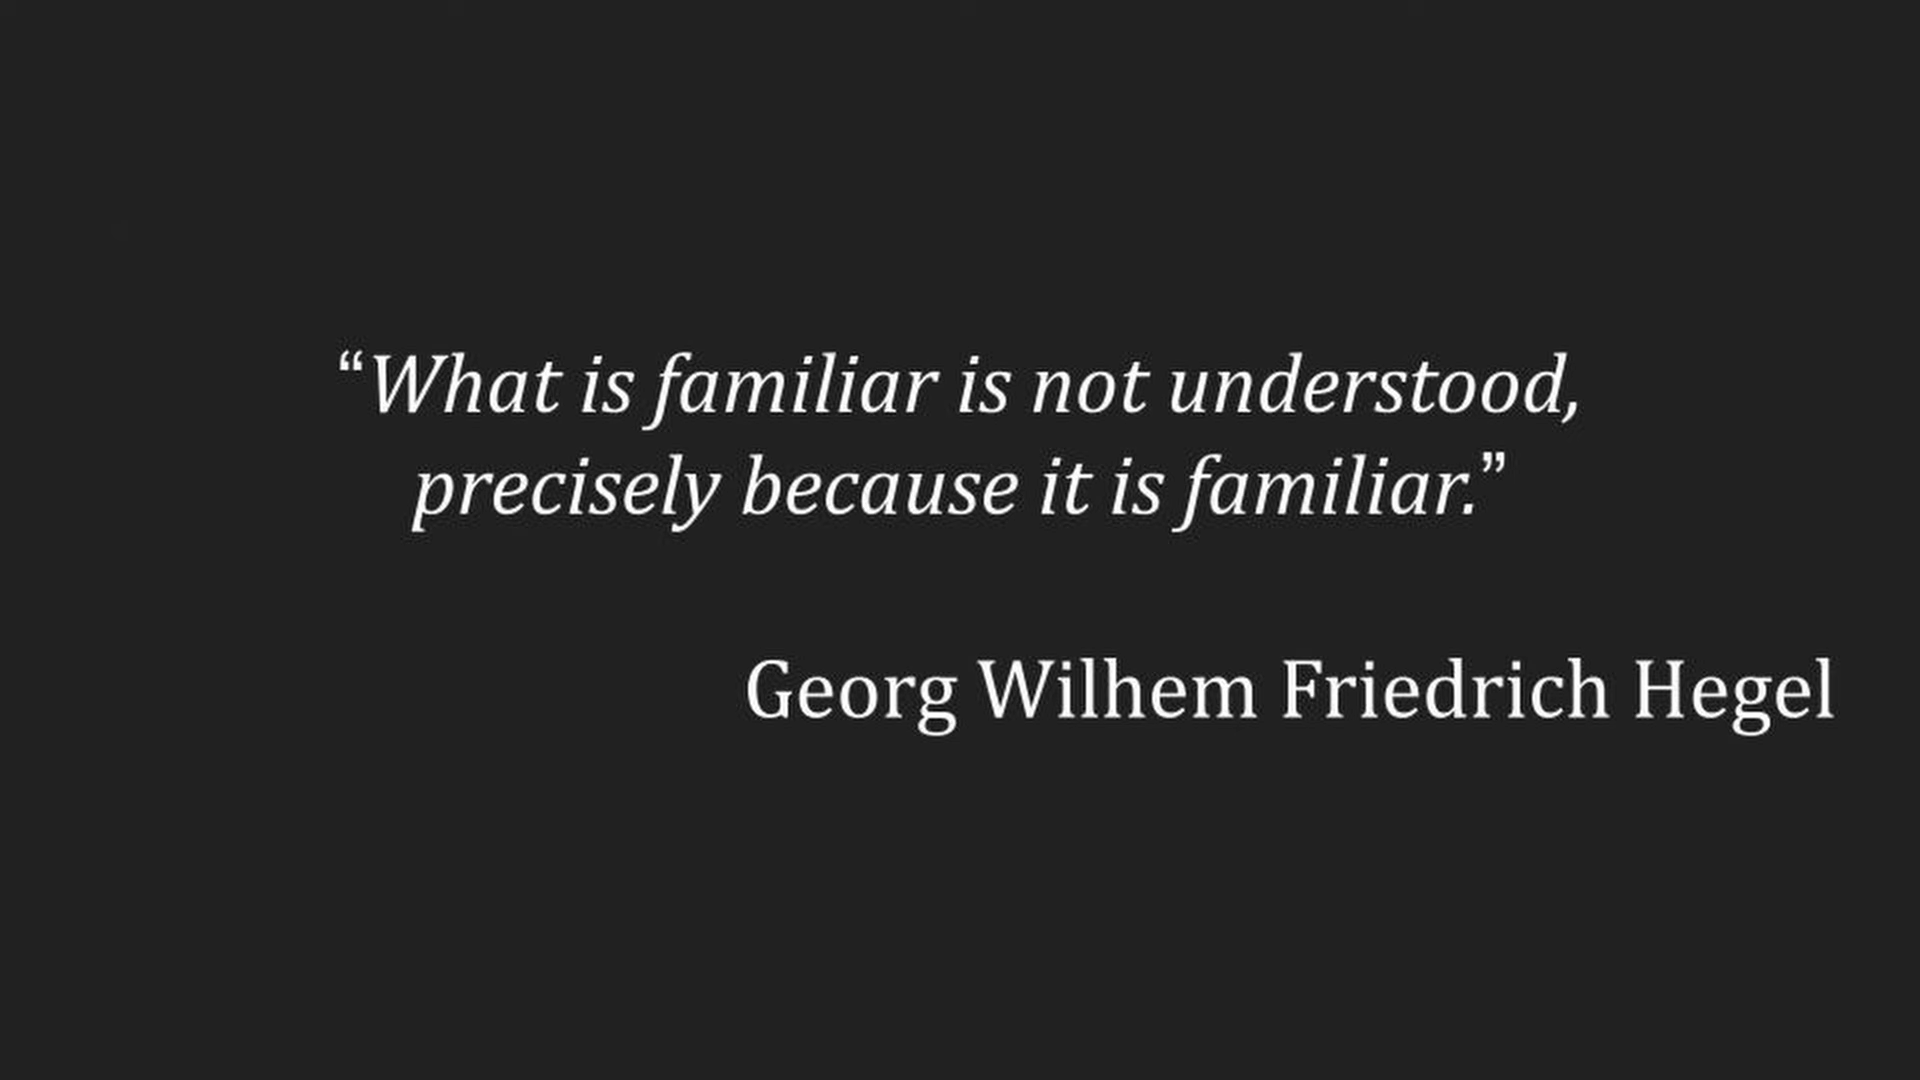 “What is familiar is not understood,
precisely because it is familiar.”
Georg Wilhem Friedrich Hegel